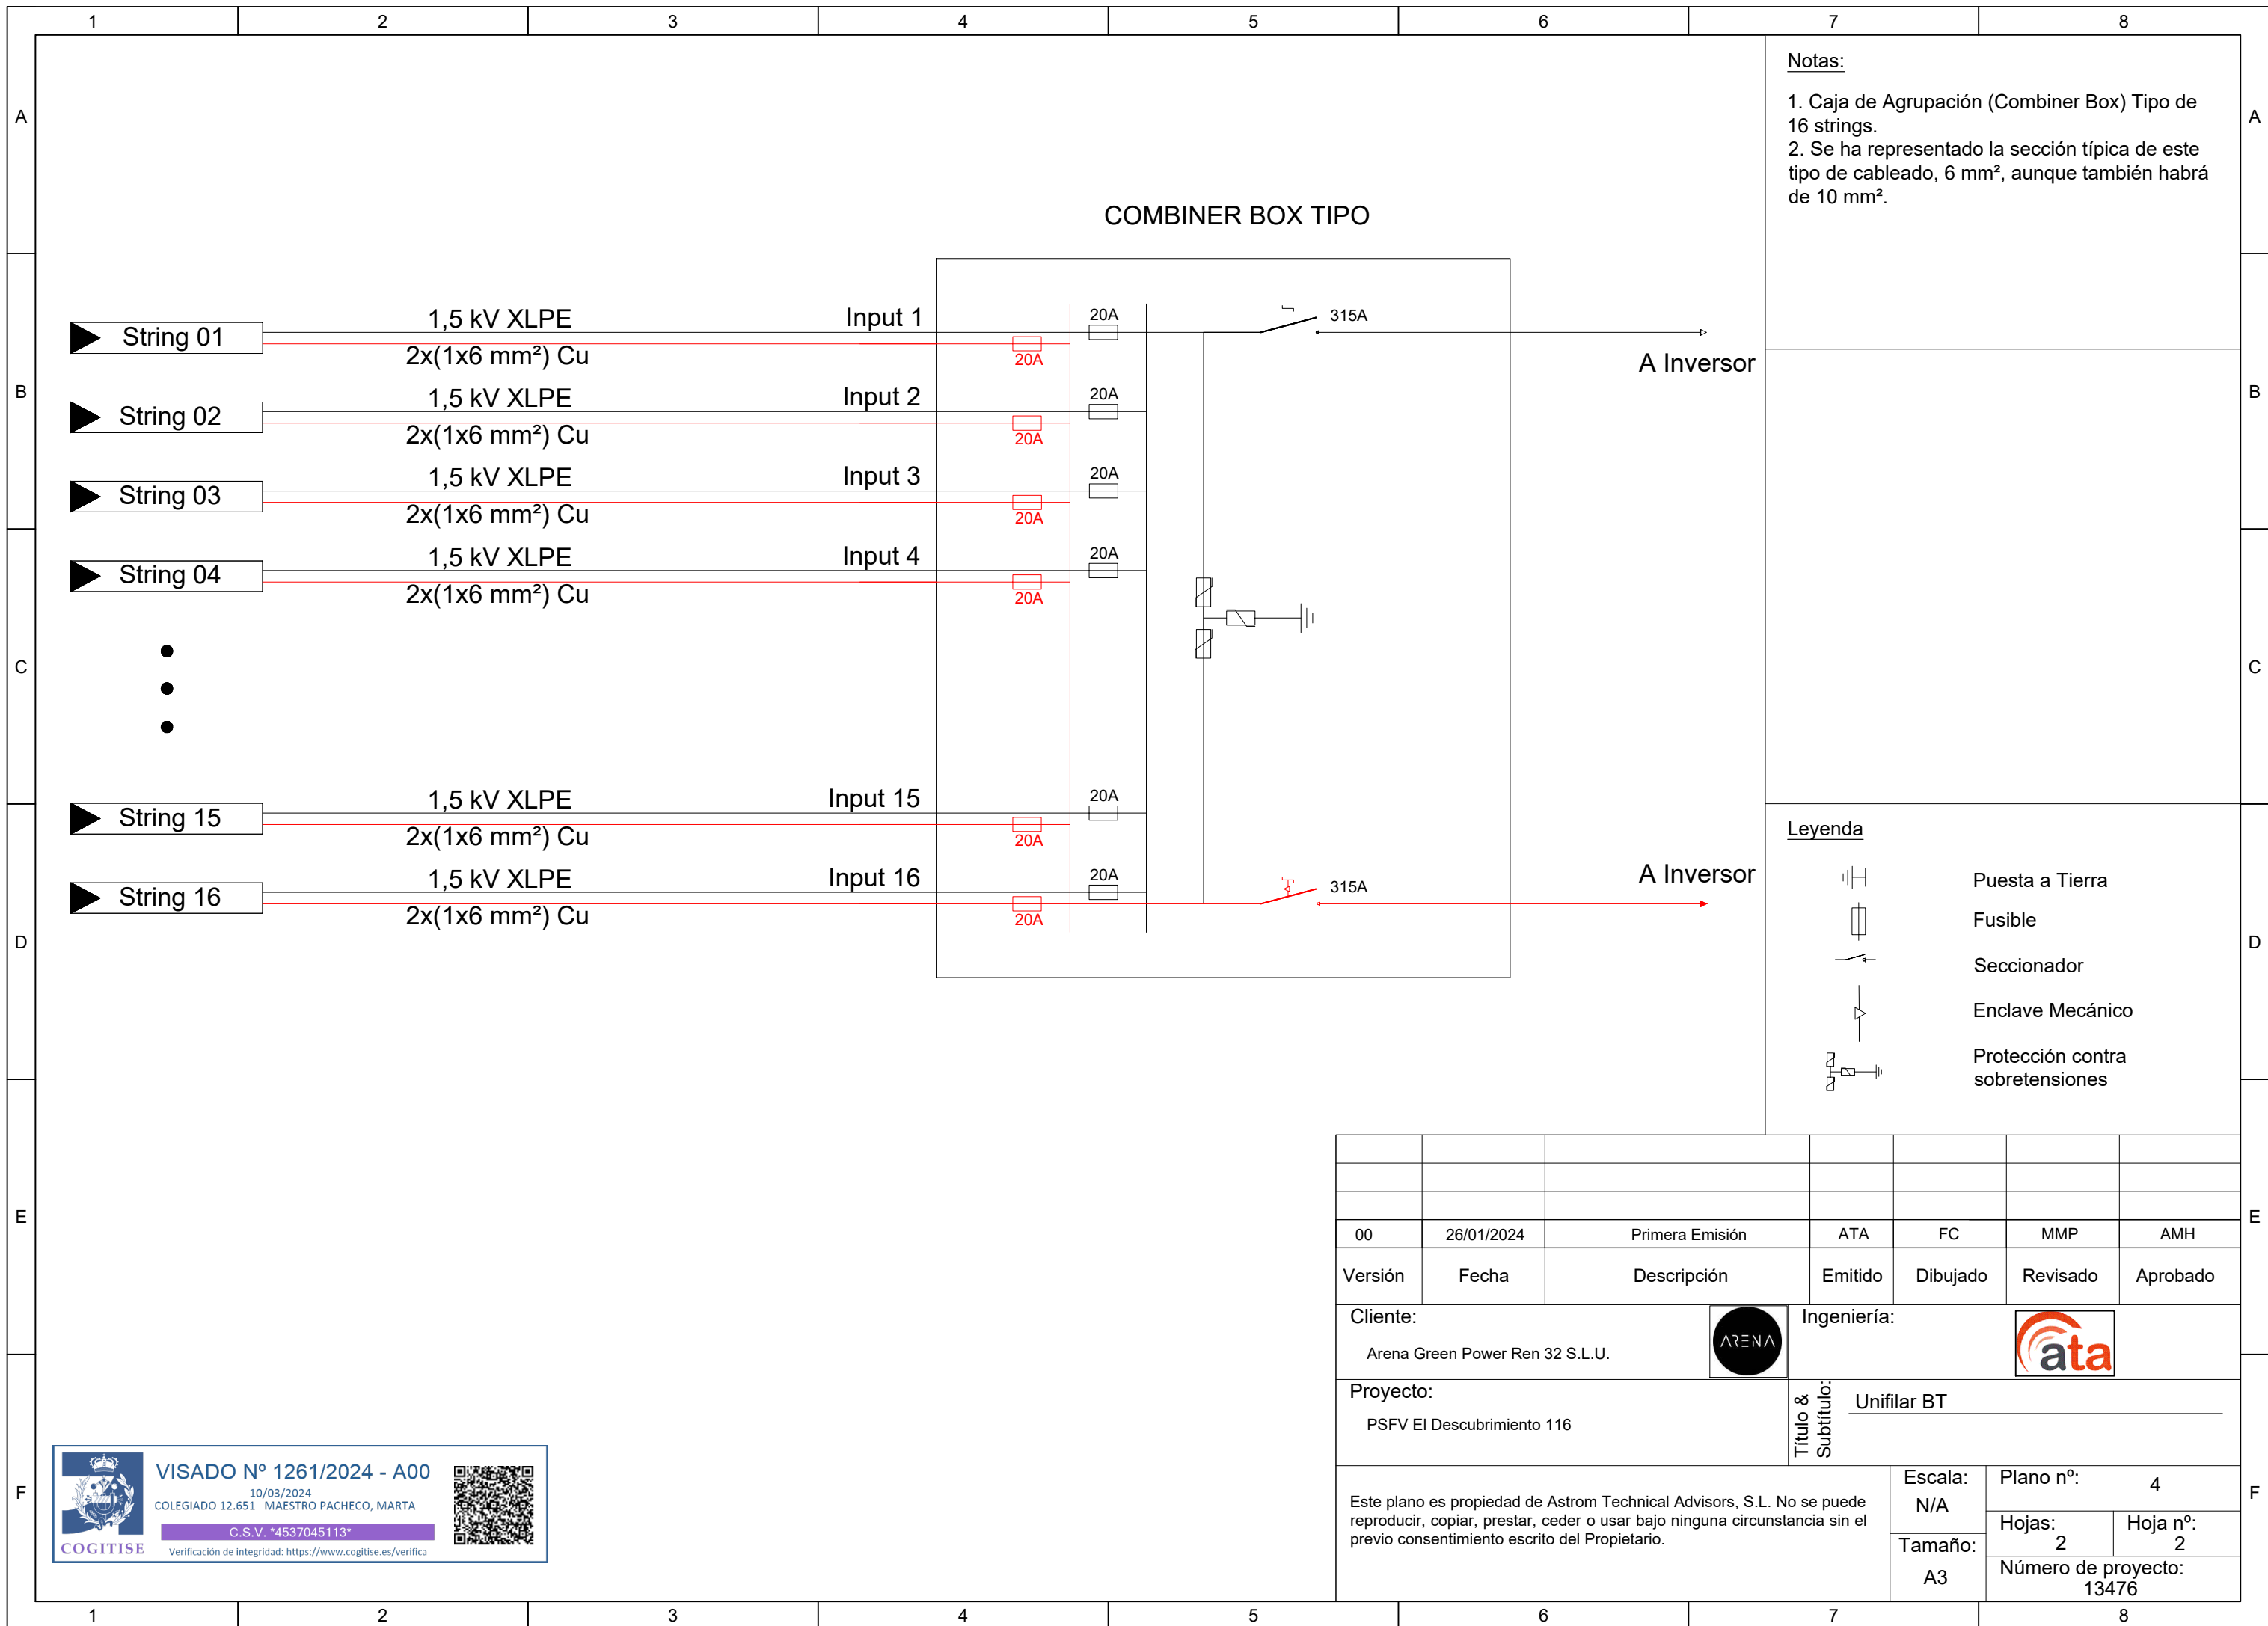 1 2 3 4 5 6 7 8
A
B
C
D
E
F
A
B
C
D
E
F
Notas:
1. Caja de Agrupación (Combiner Box) Tipo de
16 strings.
2. Se ha representado la sección típica de este
tipo de cableado, 6 mm², aunque también habrá
de 10 mm².
COMBINER BOX TIPO
String 01
1,5 kV XLPE
2x(1x6 mm²) Cu
Input 1
20A
20A
315A
A Inversor
String 02
1,5 kV XLPE
2x(1x6 mm²) Cu
Input 2
20A
20A
String 03
1,5 kV XLPE
2x(1x6 mm²) Cu
Input 3
20A
20A
String 04
1,5 kV XLPE
2x(1x6 mm²) Cu
Input 4
20A
20A
String 15
1,5 kV XLPE
2x(1x6 mm²) Cu
Input 15
20A
20A
String 16
1,5 kV XLPE
2x(1x6 mm²) Cu
Input 16
20A
20A
315A
A Inversor
Leyenda
Puesta a Tierra
Fusible
Seccionador
Enclave Mecánico
Protección contra
sobretensiones
00 26/01/2024 Primera Emisión ATA FC MMP AMH
Versión Fecha Descripción Emitido Dibujado Revisado Aprobado
Cliente:
Arena Green Power Ren 32 S.L.U.
ARENA
Ingeniería:
ata
Proyecto:
PSFV El Descubrimiento 116
Título &
Subtítulo:
Unifilar BT
Este plano es propiedad de Astrom Technical Advisors, S.L. No se puede
reproducir, copiar, prestar, ceder o usar bajo ninguna circunstancia sin el
previo consentimiento escrito del Propietario.
Escala:
N/A
Tamaño:
A3
Plano nº:
4
Hojas:
2
Hoja nº:
2
Número de proyecto:
13476
COGITISE
VISADO Nº 1261/2024 - A00
10/03/2024
COLEGIADO 12.651 MAESTRO PACHECO, MARTA
C.S.V. *4537045113*
Verificación de integridad: https://www.cogitise.es/verifica
1 2 3 4 5 6 7 8